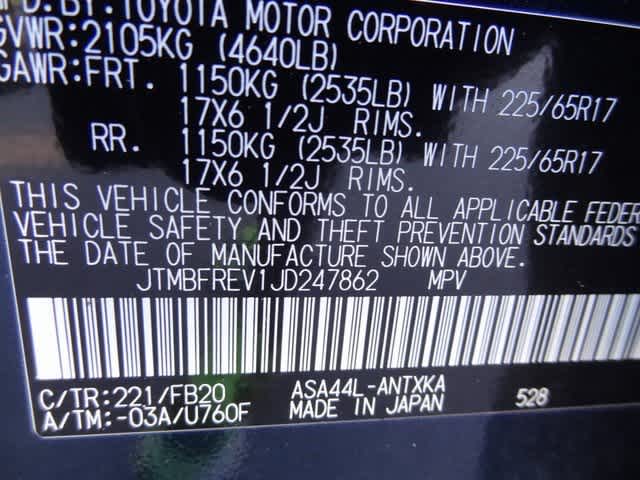 MFD.BY:TOYOTA MOTOR CORPORATION
GVWR:2105KG (4640LB)
GAWR:FRT. 1150KG (2535LB) WITH 225/65R17
17X6 1/2J RIMS.
RR. 1150KG (2535LB) WITH 225/65R17
17X6 1/2J RIMS.
THIS VEHICLE CONFORMS TO ALL APPLICABLE FEDER
VEHICLE SAFETY AND THEFT PREVENTION STANDARDS
THE DATE OF MANUFACTURE SHOWN ABOVE.
JTMBFREV1JD247862 MPV
C/TR:221/FB20 ASA44L-ANTXKA 528
A/TM:-03A/U760F MADE IN JAPAN